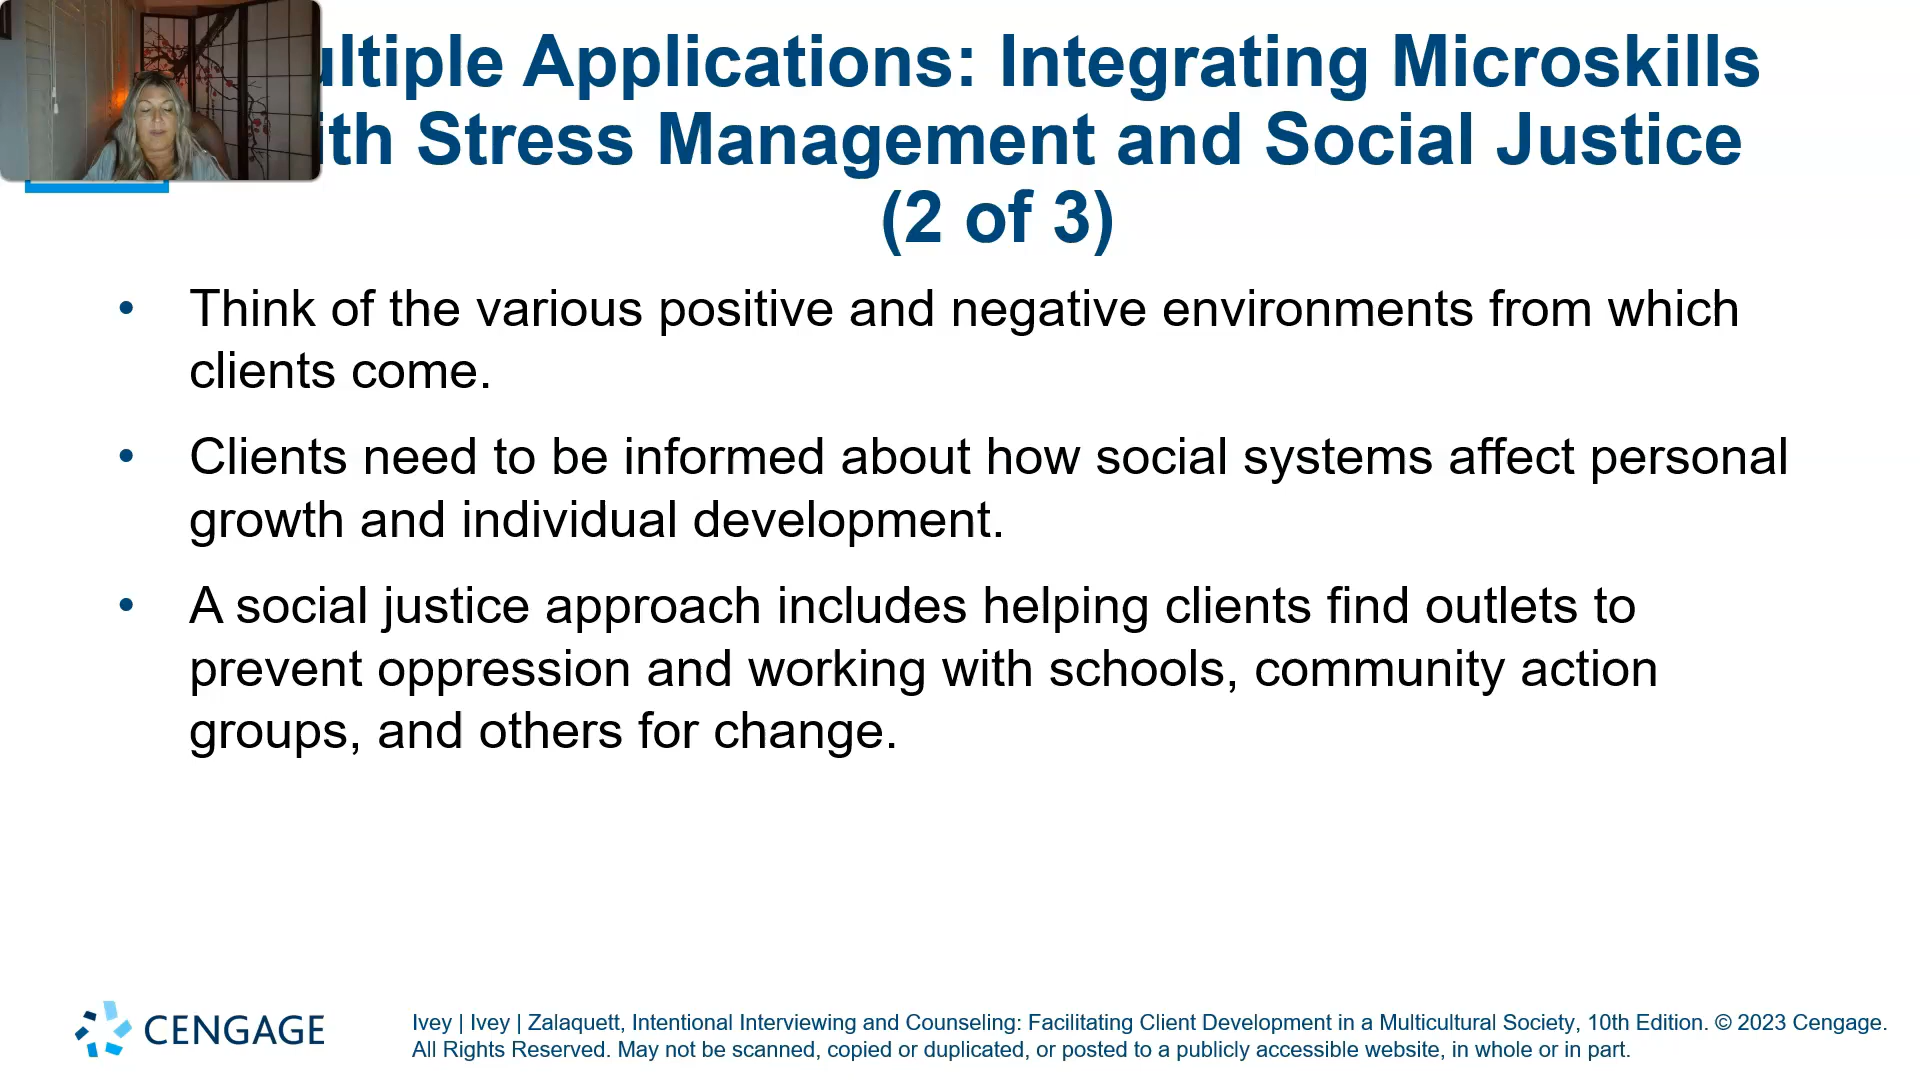 ultiple Applications: Integrating Microskills
ith Stress Management and Social Justice
(2 of 3)
• Think of the various positive and negative environments from which
clients come.
• Clients need to be informed about how social systems affect personal
growth and individual development.
• A social justice approach includes helping clients find outlets to
prevent oppression and working with schools, community action
groups, and others for change.
CENGAGE
Ivey | Ivey | Zalaquett, Intentional Interviewing and Counseling: Facilitating Client Development in a Multicultural Society, 10th Edition. © 2023 Cengage.
All Rights Reserved. May not be scanned, copied or duplicated, or posted to a publicly accessible website, in whole or in part.